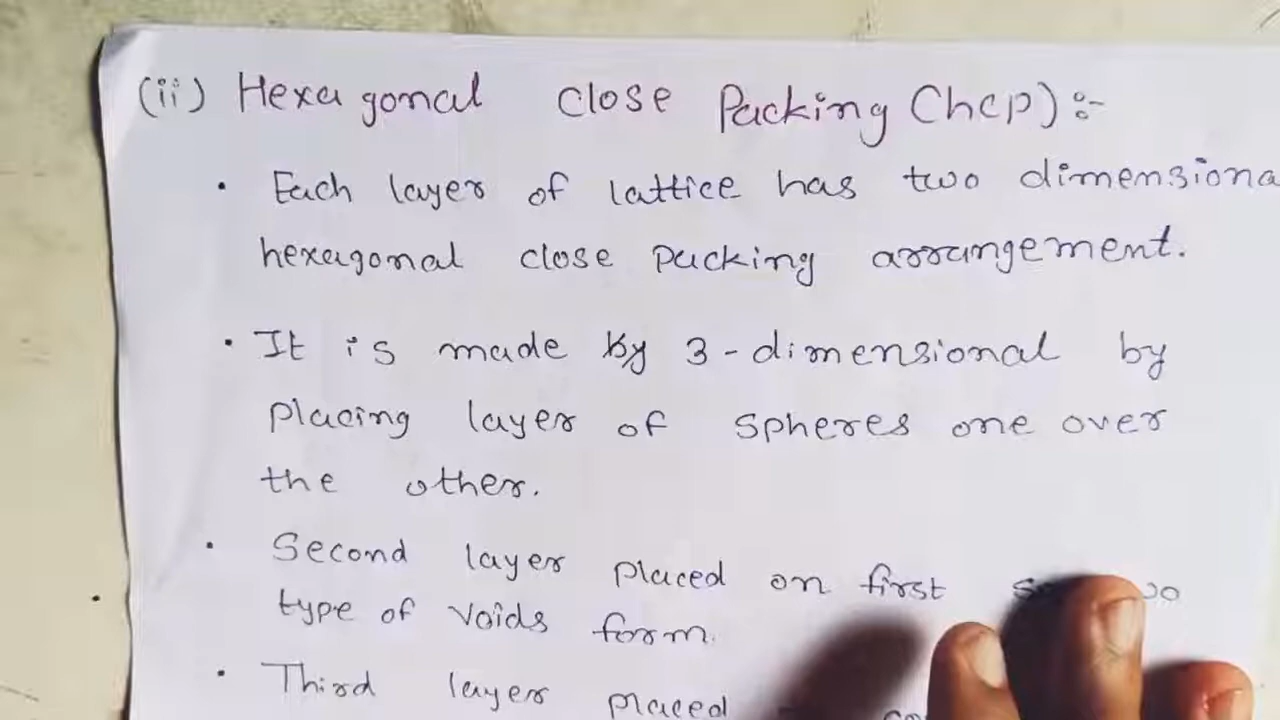 (ii) Hexagonal close Packing (hcp):-
• Each layer of lattice has two dimensiona
hexagonal close packing arrangement.
• It is made by 3-dimensional by
placing layer of spheres one over
the other.
• Second layer placed on first
type of voids form.
• Third layer placed